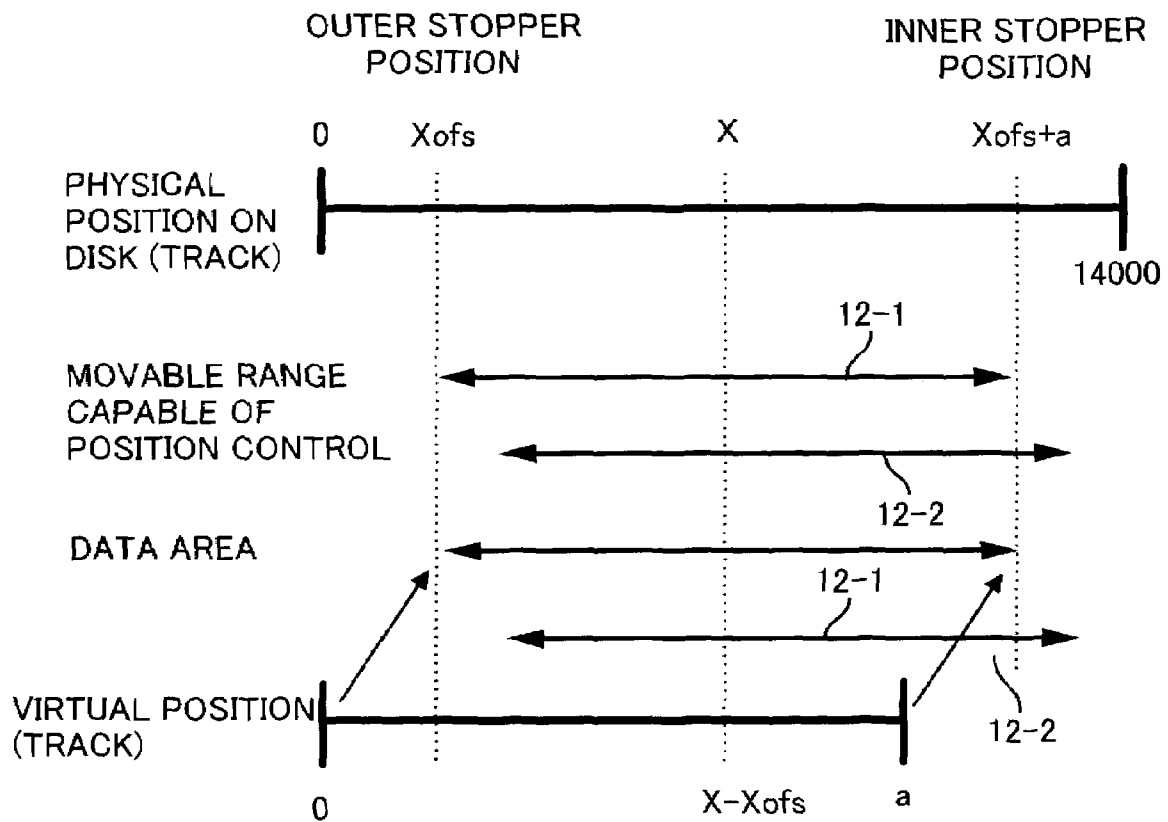 OUTER STOPPER
POSITION
INNER STOPPER
POSITION
0
Xofs
X
Xofs+a
PHYSICAL
POSITION ON
DISK (TRACK)
14000
12-1
MOVABLE RANGE
CAPABLE OF
POSITION CONTROL
12-2
DATA AREA
12-1
VIRTUAL POSITION
(TRACK)
12-2
0
X-Xofs
a